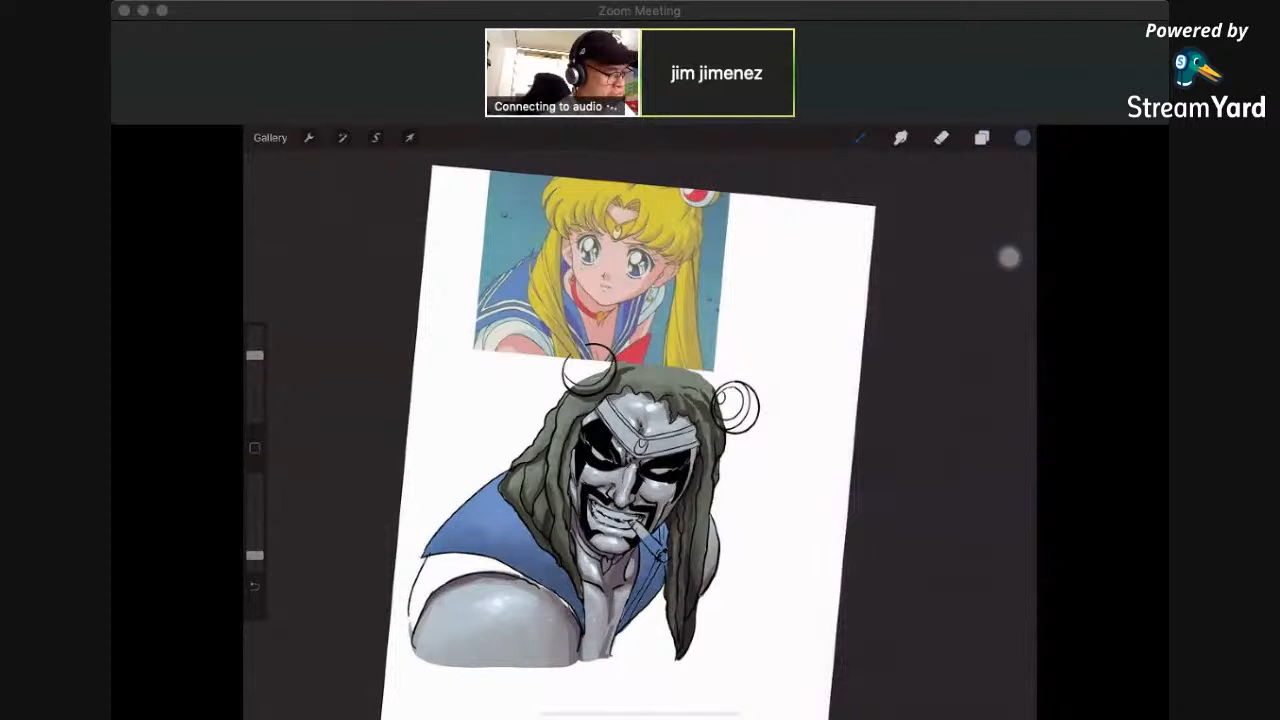 Zoom Meeting
Powered by
StreamYard
jim jimenez
Connecting to audio ...
Gallery